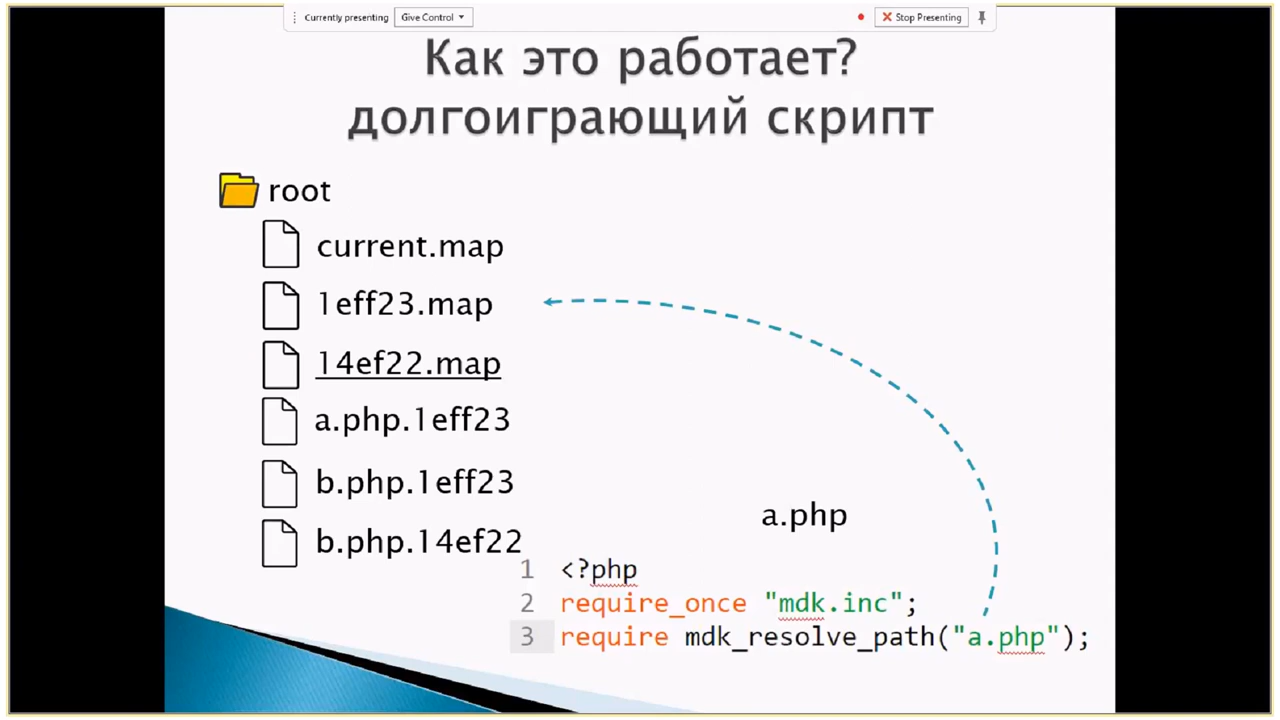 Currently presenting
Give Control
Stop Presenting
Как это работает?
долгоиграющий скрипт
root
current.map
1eff23.map
14ef22.map
a.php.1eff23
b.php.1eff23
b.php.14ef22
a.php
1 <?php
2 require_once "mdk.inc";
3 require mdk_resolve_path("a.php");